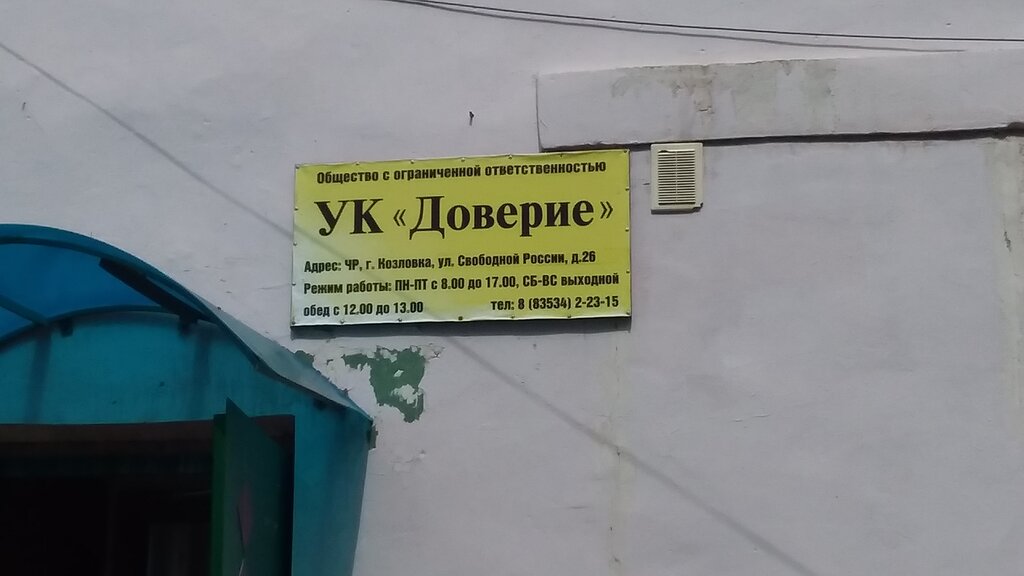 Общество с ограниченной ответственностью
УК «Доверие»
Адрес: ЧР, г. Козловка, ул. Свободной России, д.26
Режим работы: ПН-ПТ с 8.00 до 17.00, СБ-ВС выходной
обед с 12.00 до 13.00 тел: 8 (83534) 2-23-15